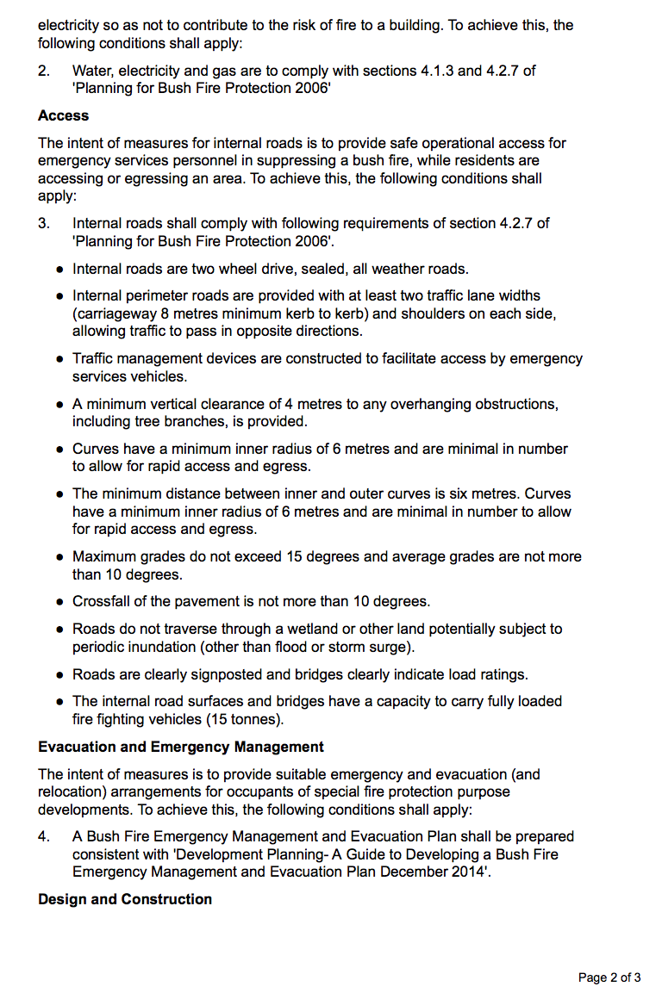 electricity so as not to contribute to the risk of fire to a building. To achieve this, the
following conditions shall apply:
2. Water, electricity and gas are to comply with sections 4.1.3 and 4.2.7 of
'Planning for Bush Fire Protection 2006'
Access
The intent of measures for internal roads is to provide safe operational access for
emergency services personnel in suppressing a bush fire, while residents are
accessing or egressing an area. To achieve this, the following conditions shall
apply:
3. Internal roads shall comply with following requirements of section 4.2.7 of
'Planning for Bush Fire Protection 2006'.
● Internal roads are two wheel drive, sealed, all weather roads.
● Internal perimeter roads are provided with at least two traffic lane widths
(carriageway 8 metres minimum kerb to kerb) and shoulders on each side,
allowing traffic to pass in opposite directions.
● Traffic management devices are constructed to facilitate access by emergency
services vehicles.
● A minimum vertical clearance of 4 metres to any overhanging obstructions,
including tree branches, is provided.
● Curves have a minimum inner radius of 6 metres and are minimal in number
to allow for rapid access and egress.
● The minimum distance between inner and outer curves is six metres. Curves
have a minimum inner radius of 6 metres and are minimal in number to allow
for rapid access and egress.
● Maximum grades do not exceed 15 degrees and average grades are not more
than 10 degrees.
● Crossfall of the pavement is not more than 10 degrees.
● Roads do not traverse through a wetland or other land potentially subject to
periodic inundation (other than flood or storm surge).
● Roads are clearly signposted and bridges clearly indicate load ratings.
● The internal road surfaces and bridges have a capacity to carry fully loaded
fire fighting vehicles (15 tonnes).
Evacuation and Emergency Management
The intent of measures is to provide suitable emergency and evacuation (and
relocation) arrangements for occupants of special fire protection purpose
developments. To achieve this, the following conditions shall apply:
4. A Bush Fire Emergency Management and Evacuation Plan shall be prepared
consistent with 'Development Planning- A Guide to Developing a Bush Fire
Emergency Management and Evacuation Plan December 2014'.
Design and Construction
Page 2 of 3